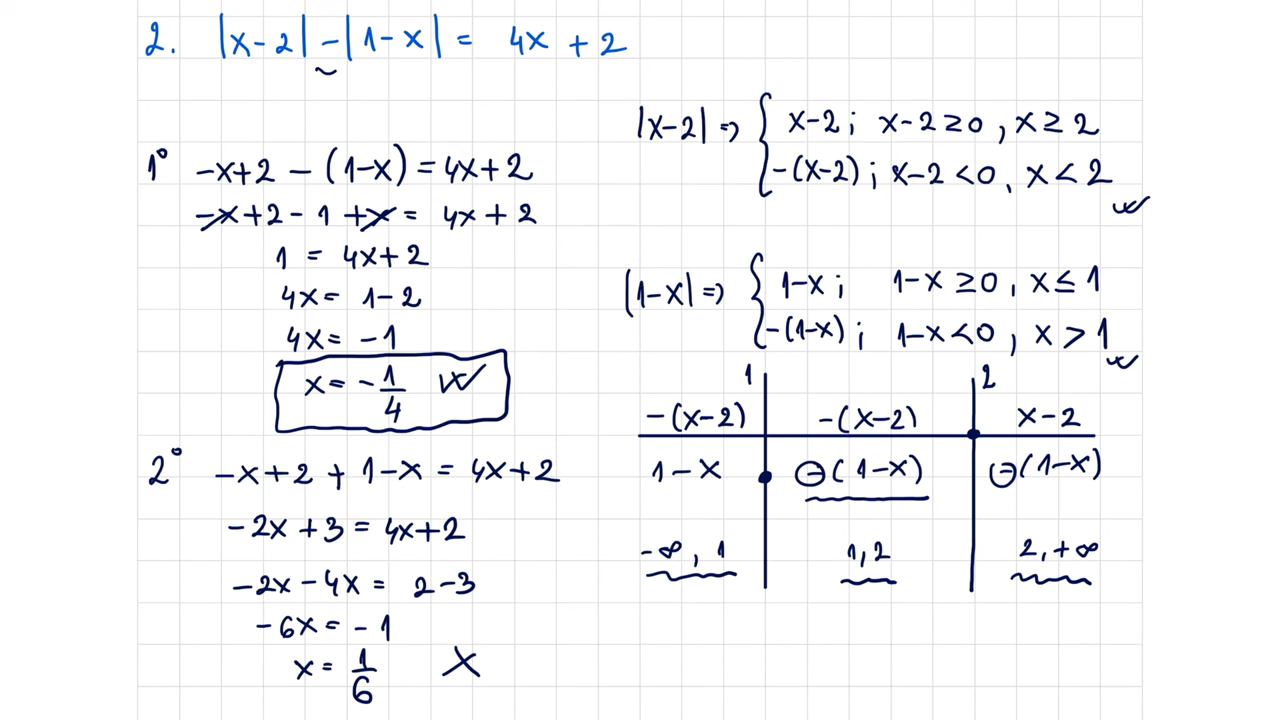 2. |x-2| - |1-x| = 4x + 2
|x-2| => { x-2 ; x-2 ≥ 0 , x ≥ 2
-(x-2) ; x-2 < 0 , x < 2
1° -x+2 - (1-x) = 4x+2
-x+2-1+x = 4x+2
1 = 4x+2
4x = 1-2
4x = -1
x = -1/4
|1-x| => { 1-x ; 1-x ≥ 0 , x ≤ 1
-(1-x) ; 1-x < 0 , x > 1
1 2
-(x-2) -(x-2) x-2
1-x -(1-x) -(1-x)
-∞, 1 1, 2 2, +∞
2° -x+2+1-x = 4x+2
-2x+3 = 4x+2
-2x-4x = 2-3
-6x = -1
x = 1/6 X